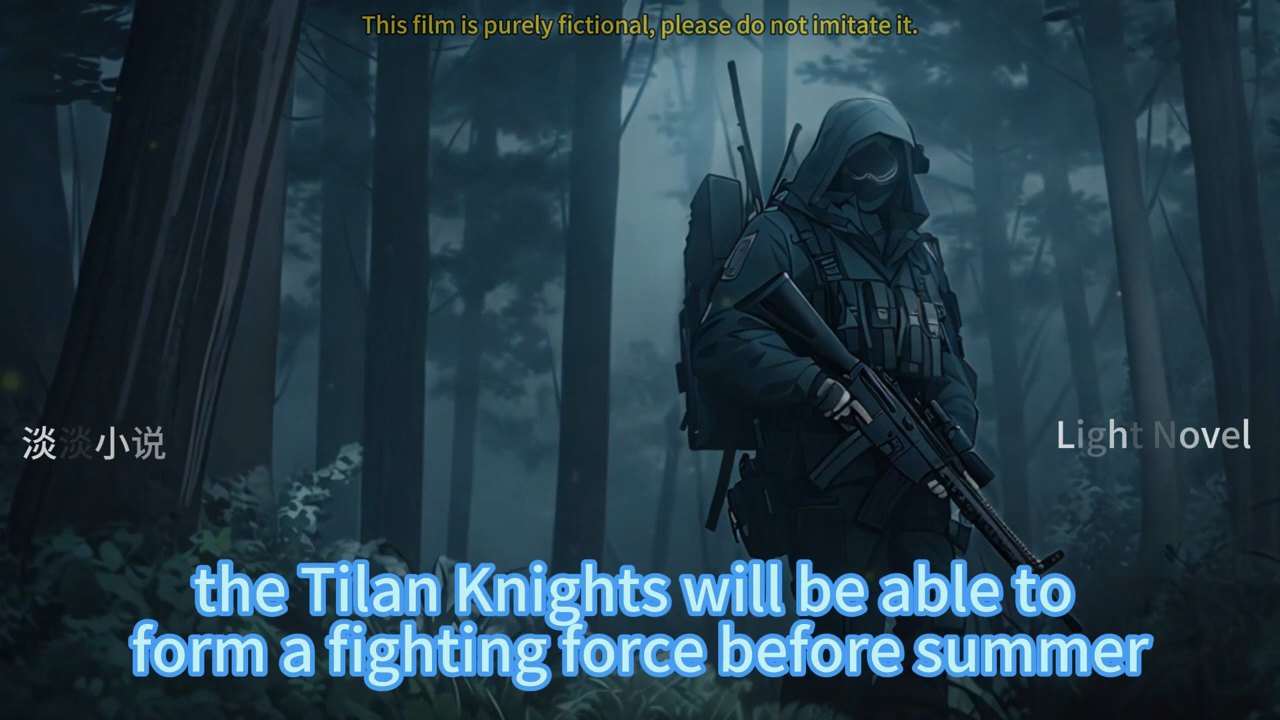 This film is purely fictional, please do not imitate it.
淡淡小说
Light Novel
the Tilan Knights will be able to
form a fighting force before summer